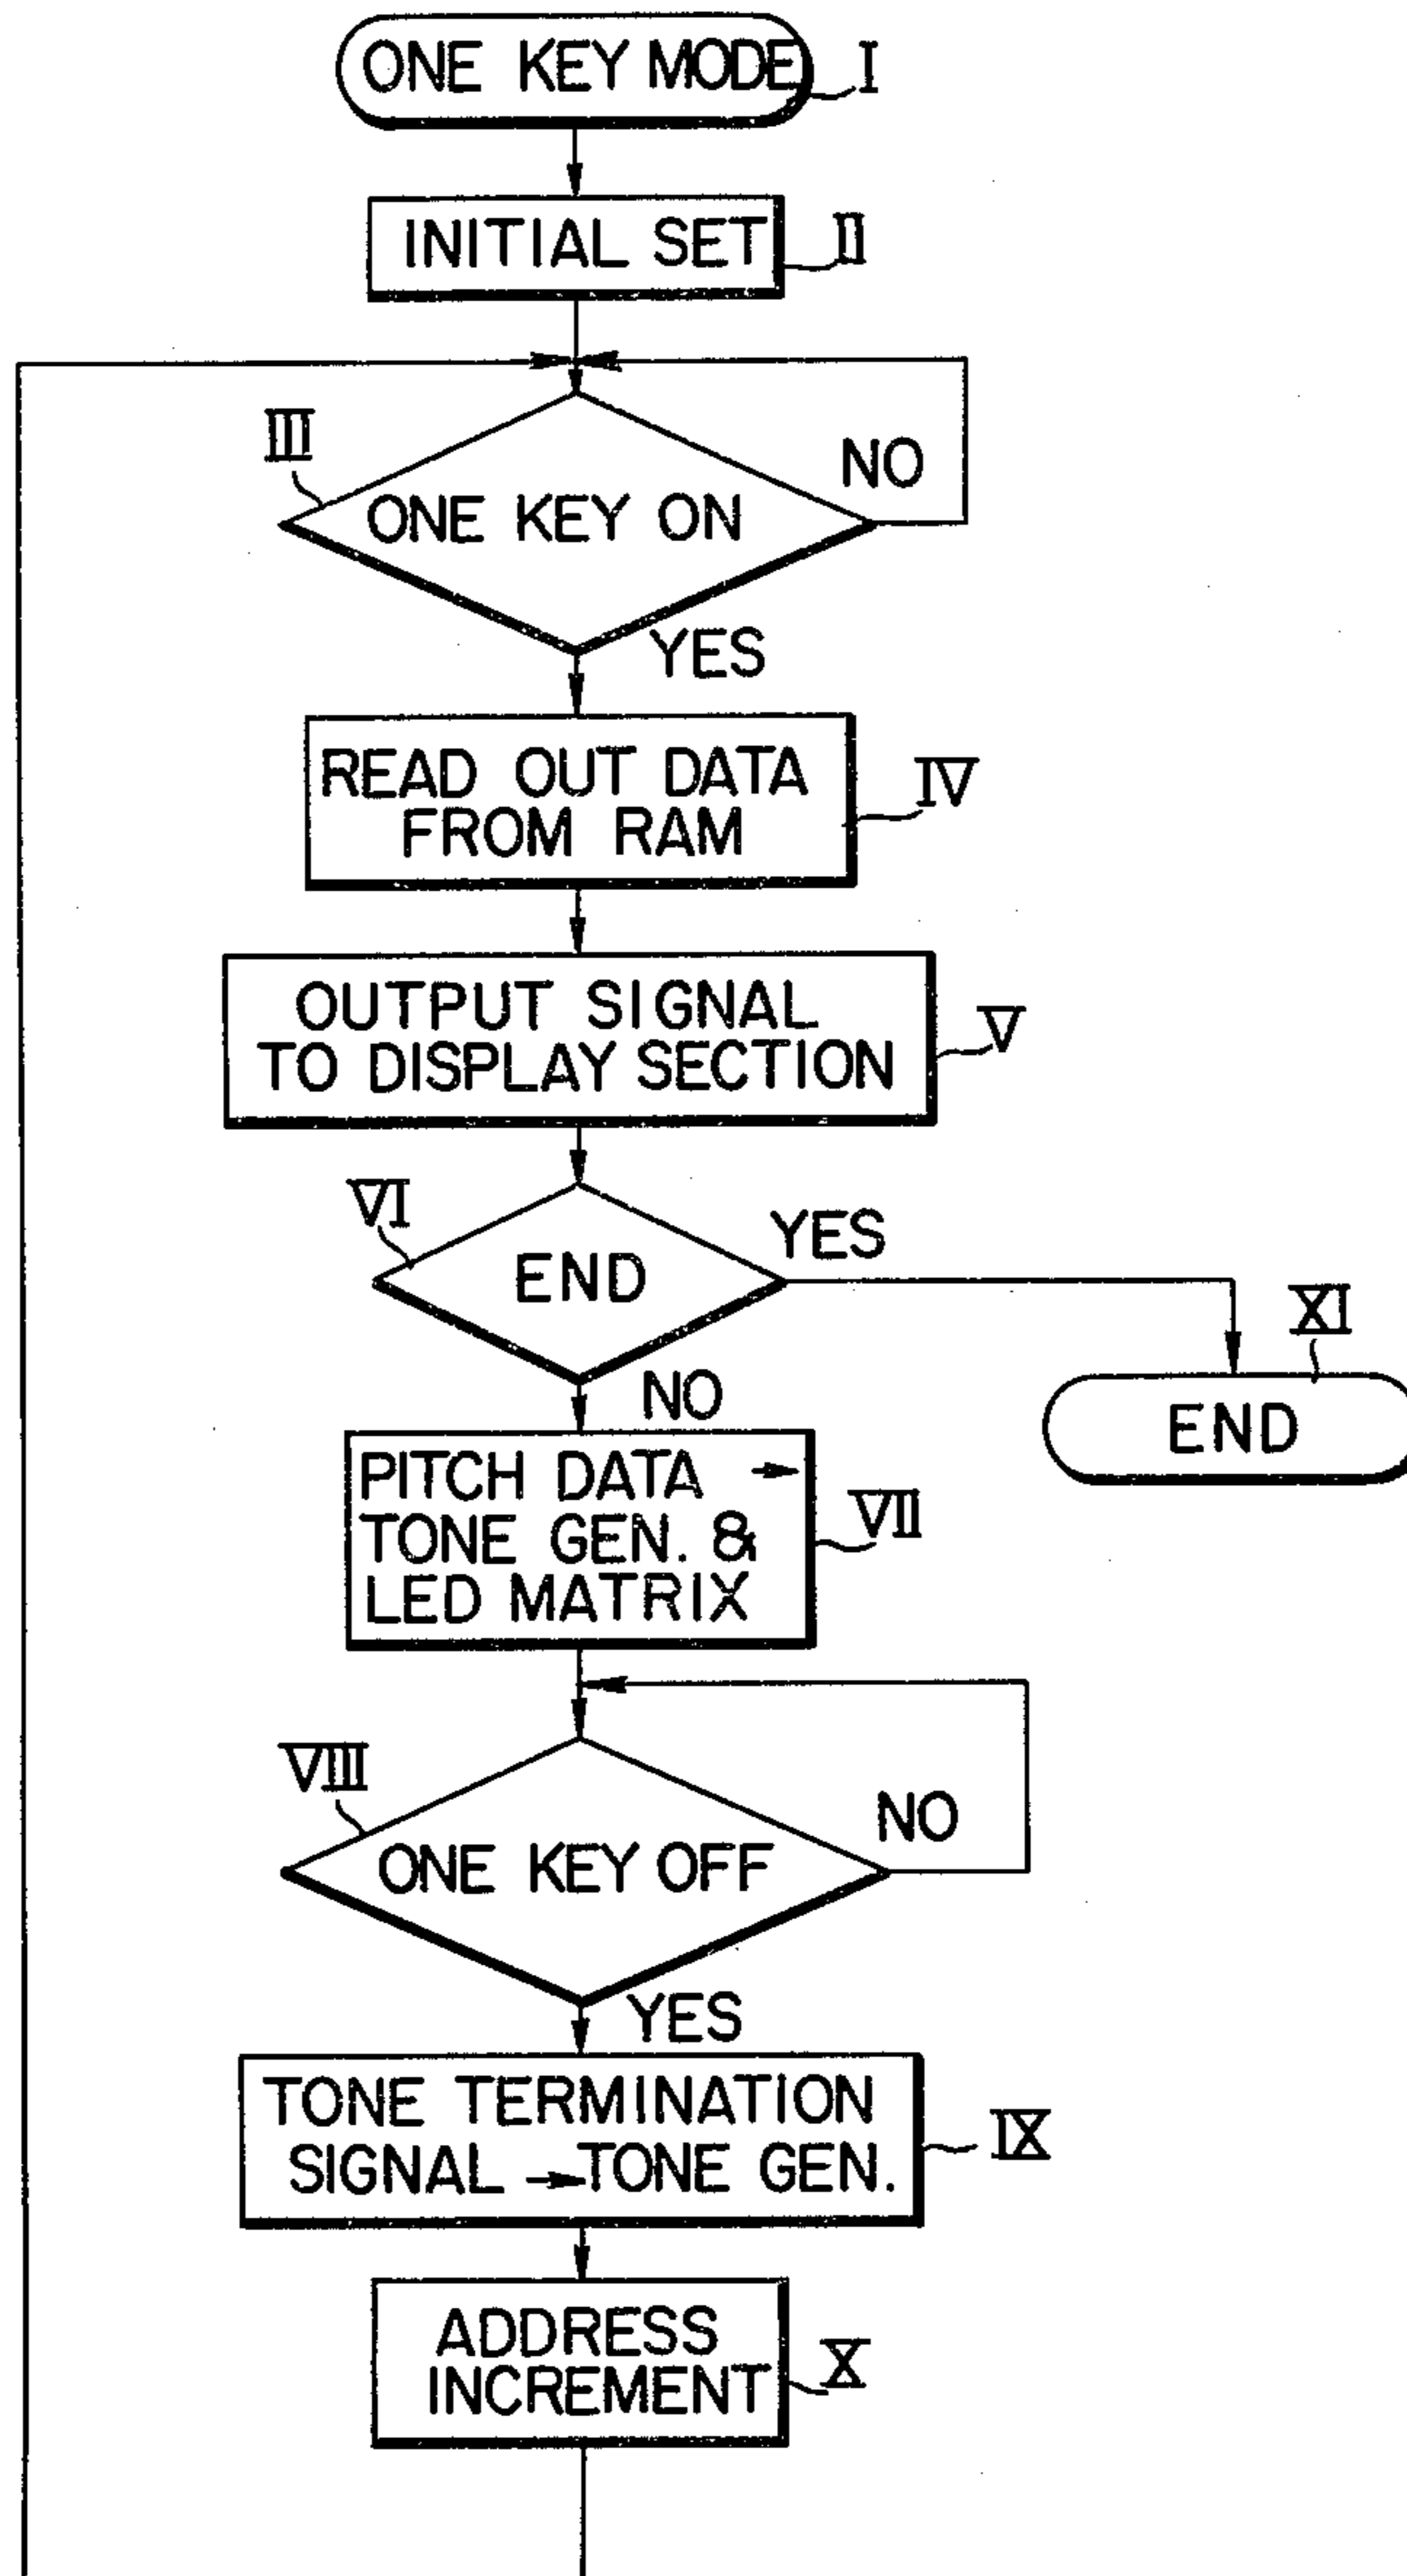 ONE KEY MODE I
INITIAL SET II
III
NO
ONE KEY ON
YES
READ OUT DATA
FROM RAM
IV
OUTPUT SIGNAL
TO DISPLAY SECTION
V
VI
YES
END
XI
NO
END
PITCH DATA →
TONE GEN. &
LED MATRIX
VII
VIII
NO
ONE KEY OFF
YES
TONE TERMINATION
SIGNAL → TONE GEN.
IX
ADDRESS
INCREMENT
X